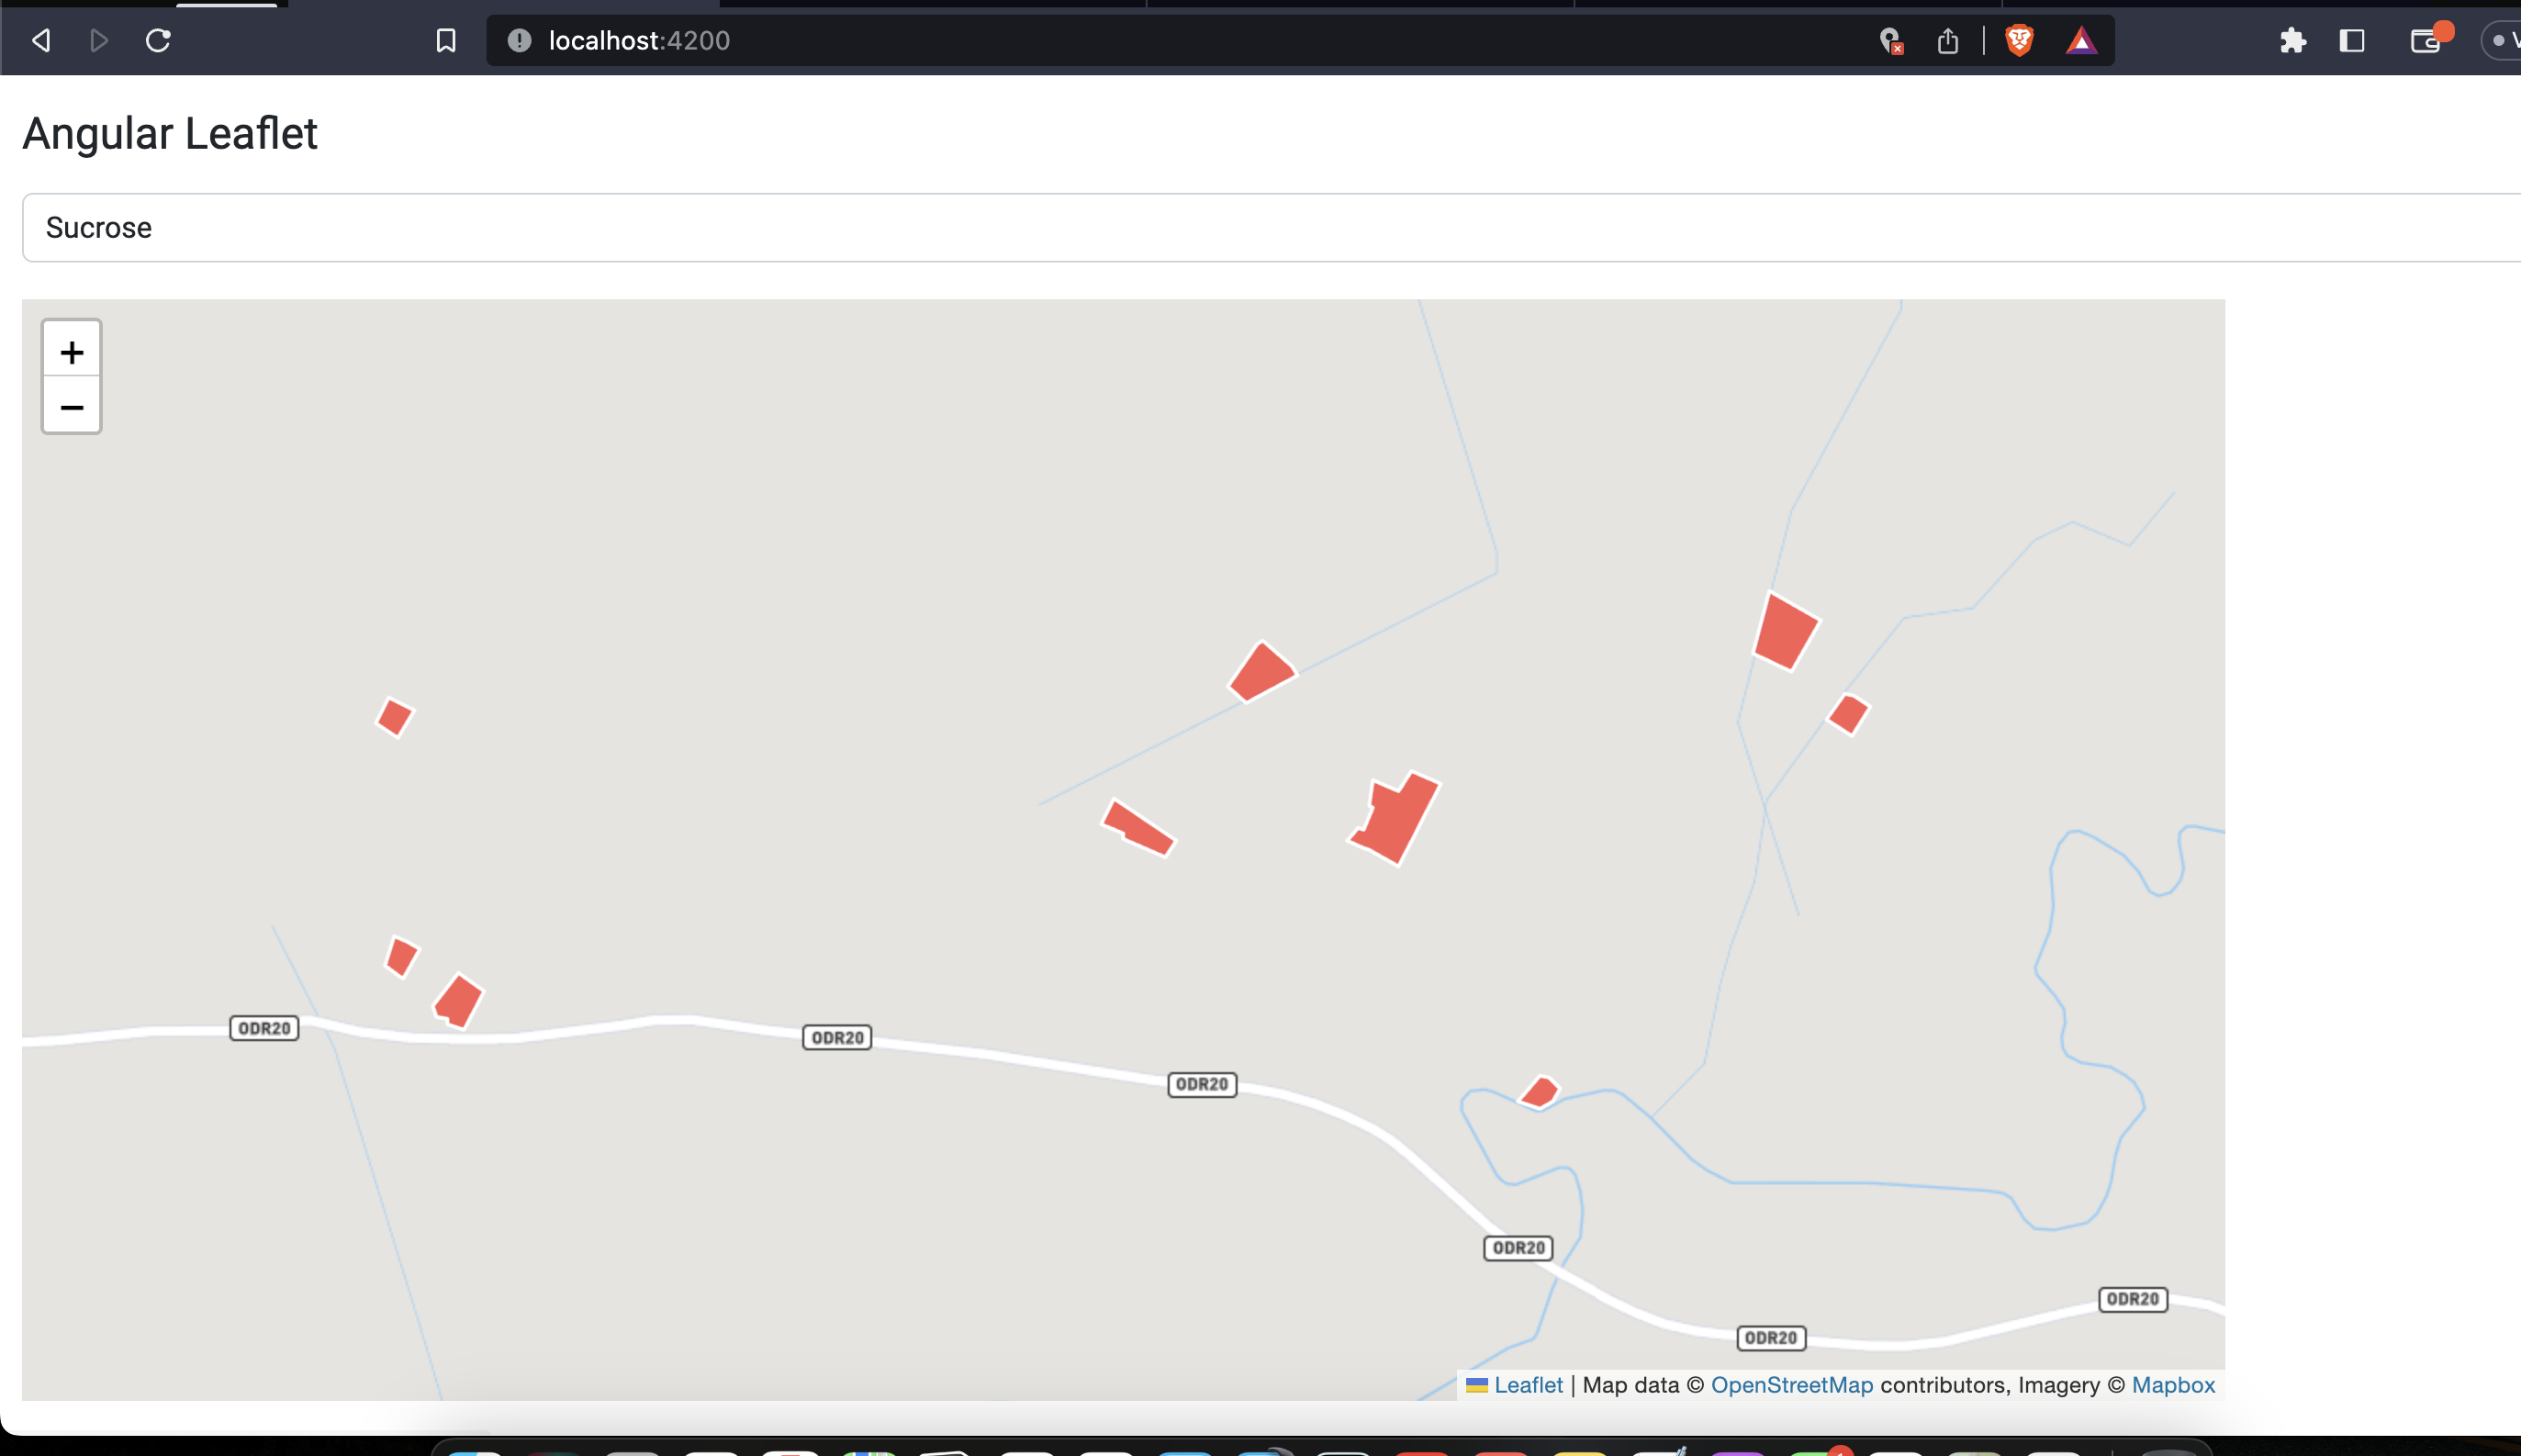 localhost:4200
Angular Leaflet
Sucrose
+
−
ODR20
ODR20
ODR20
ODR20
ODR20
ODR20
Leaflet | Map data © OpenStreetMap contributors, Imagery © Mapbox